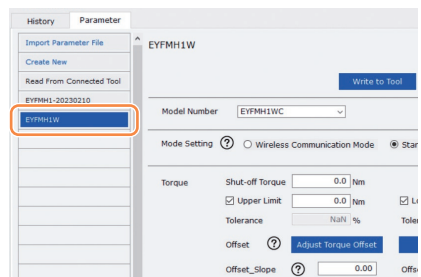 History Parameter
Import Parameter File
Create New
Read From Connected Tool
EYFMH1-20230210
EYFMH1W
EYFMH1W
Write to Tool
Model Number EYFMH1WC
Mode Setting ? Wireless Communication Mode
Torque Shut-off Torque 0.0 Nm
Upper Limit 0.0 Nm
Tolerance NaN %
Offset ? Adjust Torque Offset
Offset_Slope ? 0.00